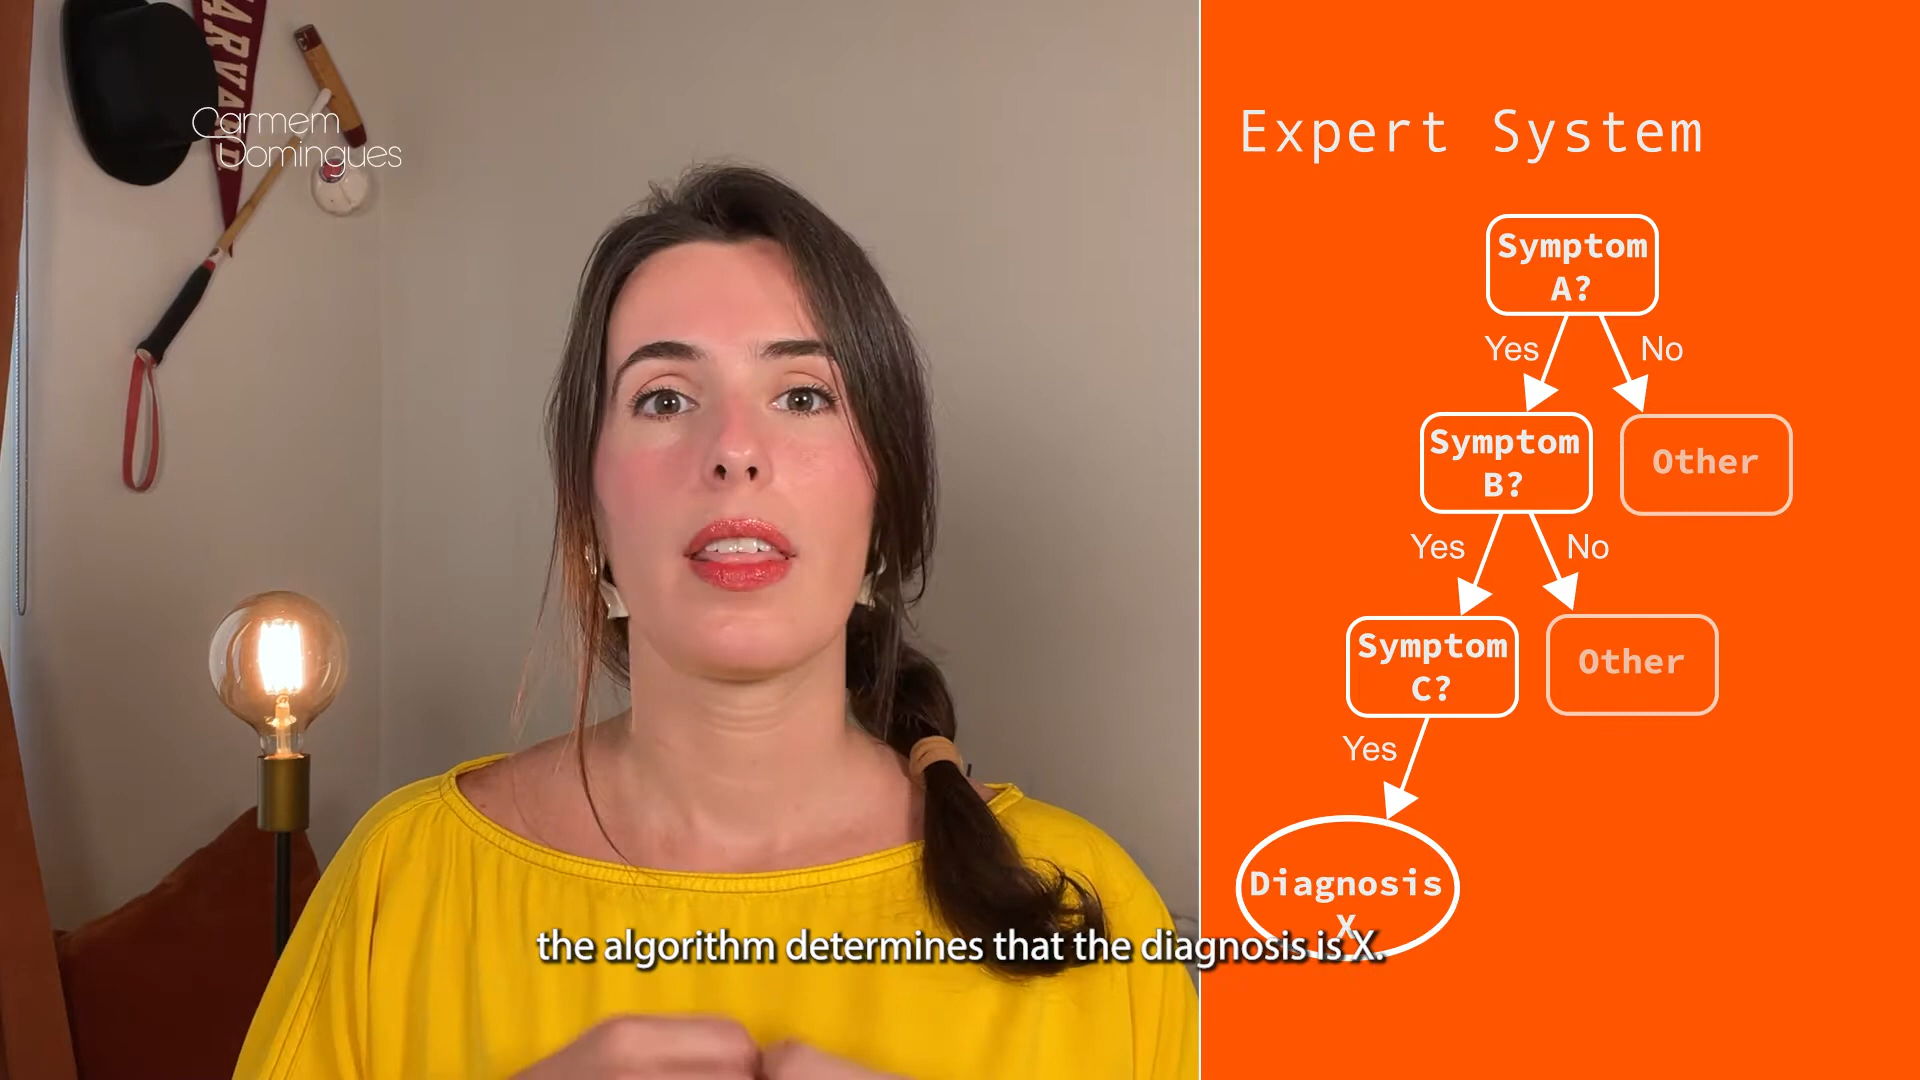 HARVARD
Carmem
Domingues
Expert System
Symptom
A?
Yes
No
Symptom
B?
Other
Yes
No
Symptom
C?
Other
Yes
Diagnosis
X
the algorithm determines that the diagnosis is X.